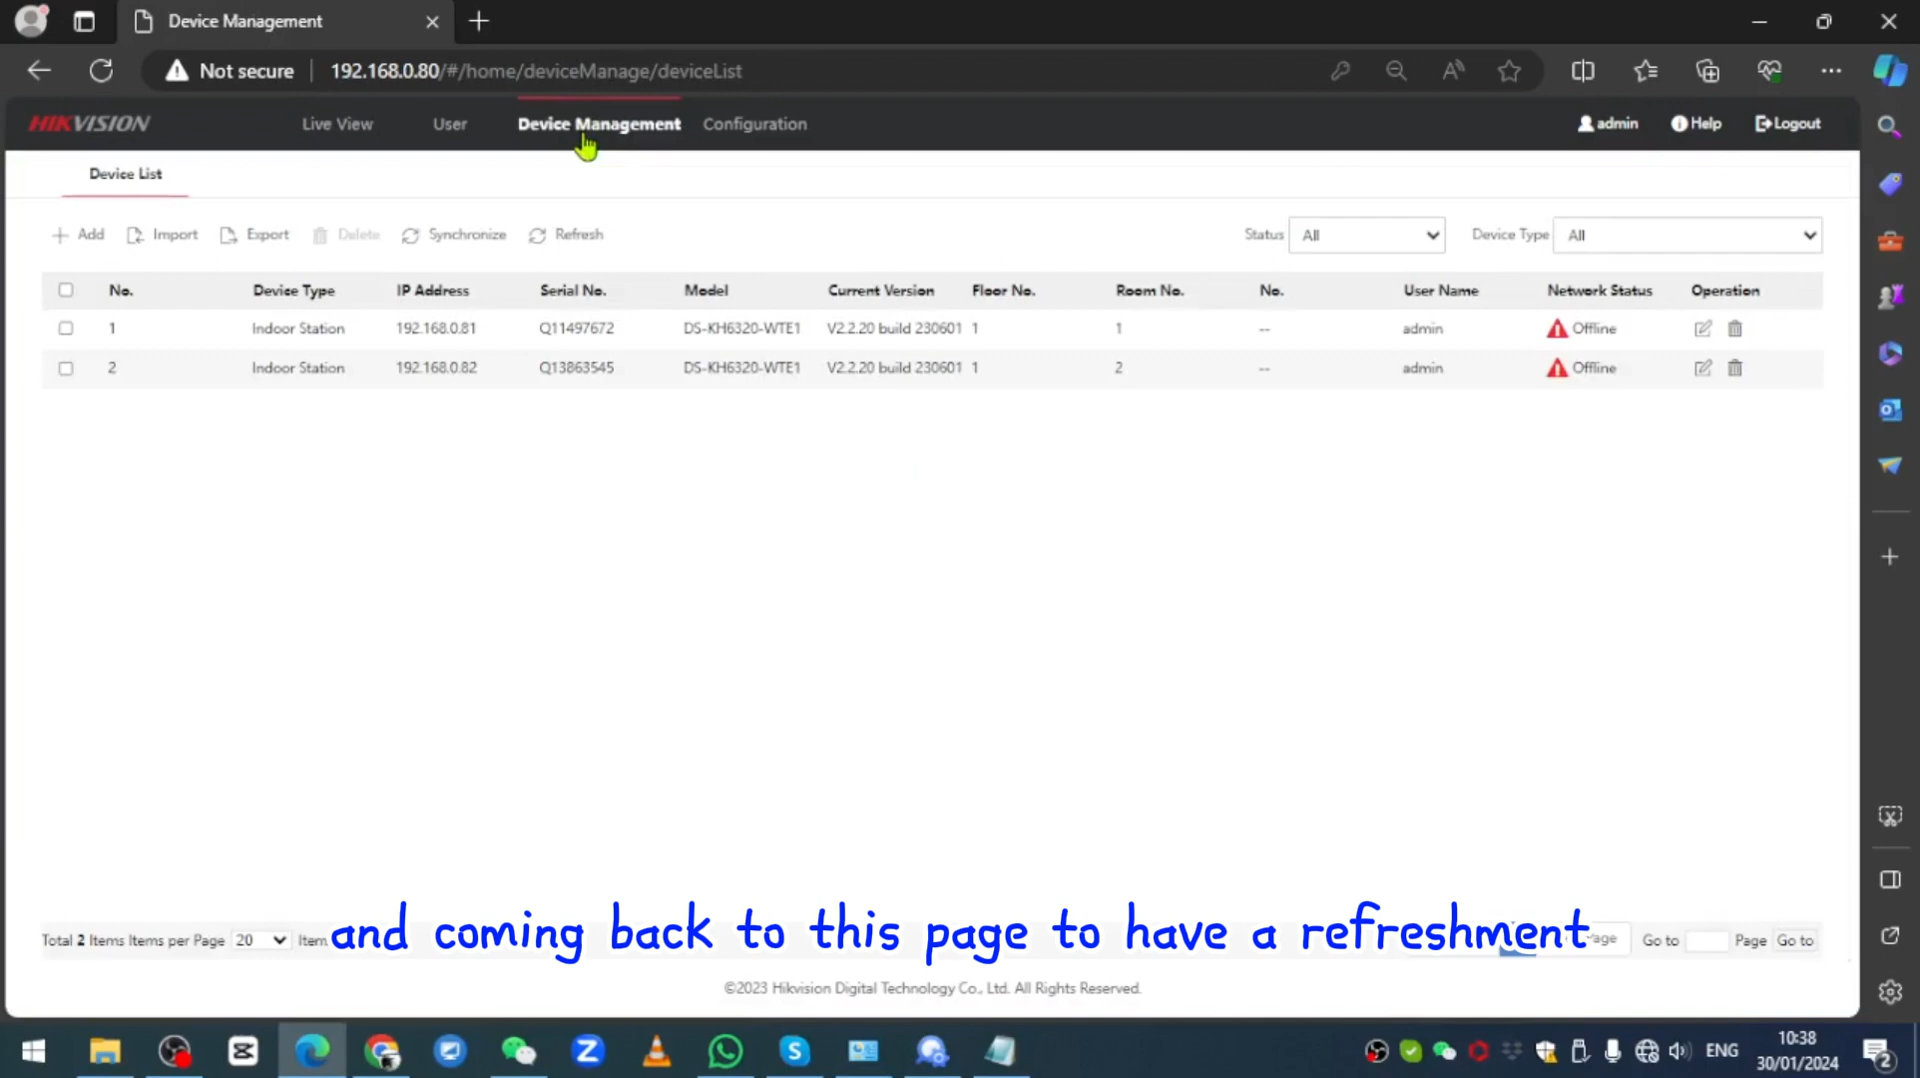 Device Management
Not secure 192.168.0.80/#/home/deviceManage/deviceList
HIKVISION Live View User Device Management Configuration admin Help Logout
Device List
Add Import Export Delete Synchronize Refresh Status All Device Type All
No. Device Type IP Address Serial No. Model Current Version Floor No. Room No. No. User Name Network Status Operation
1 Indoor Station 192.168.0.81 Q11497672 DS-KH6320-WTE1 V2.2.20 build 230601 1 1 -- admin Offline
2 Indoor Station 192.168.0.82 Q13863545 DS-KH6320-WTE1 V2.2.20 build 230601 1 2 -- admin Offline
and coming back to this page to have a refreshment
Total 2 Items Items per Page 20 Item Go to Page Go to
©2023 Hikvision Digital Technology Co., Ltd. All Rights Reserved.
ENG 10:38
30/01/2024
2